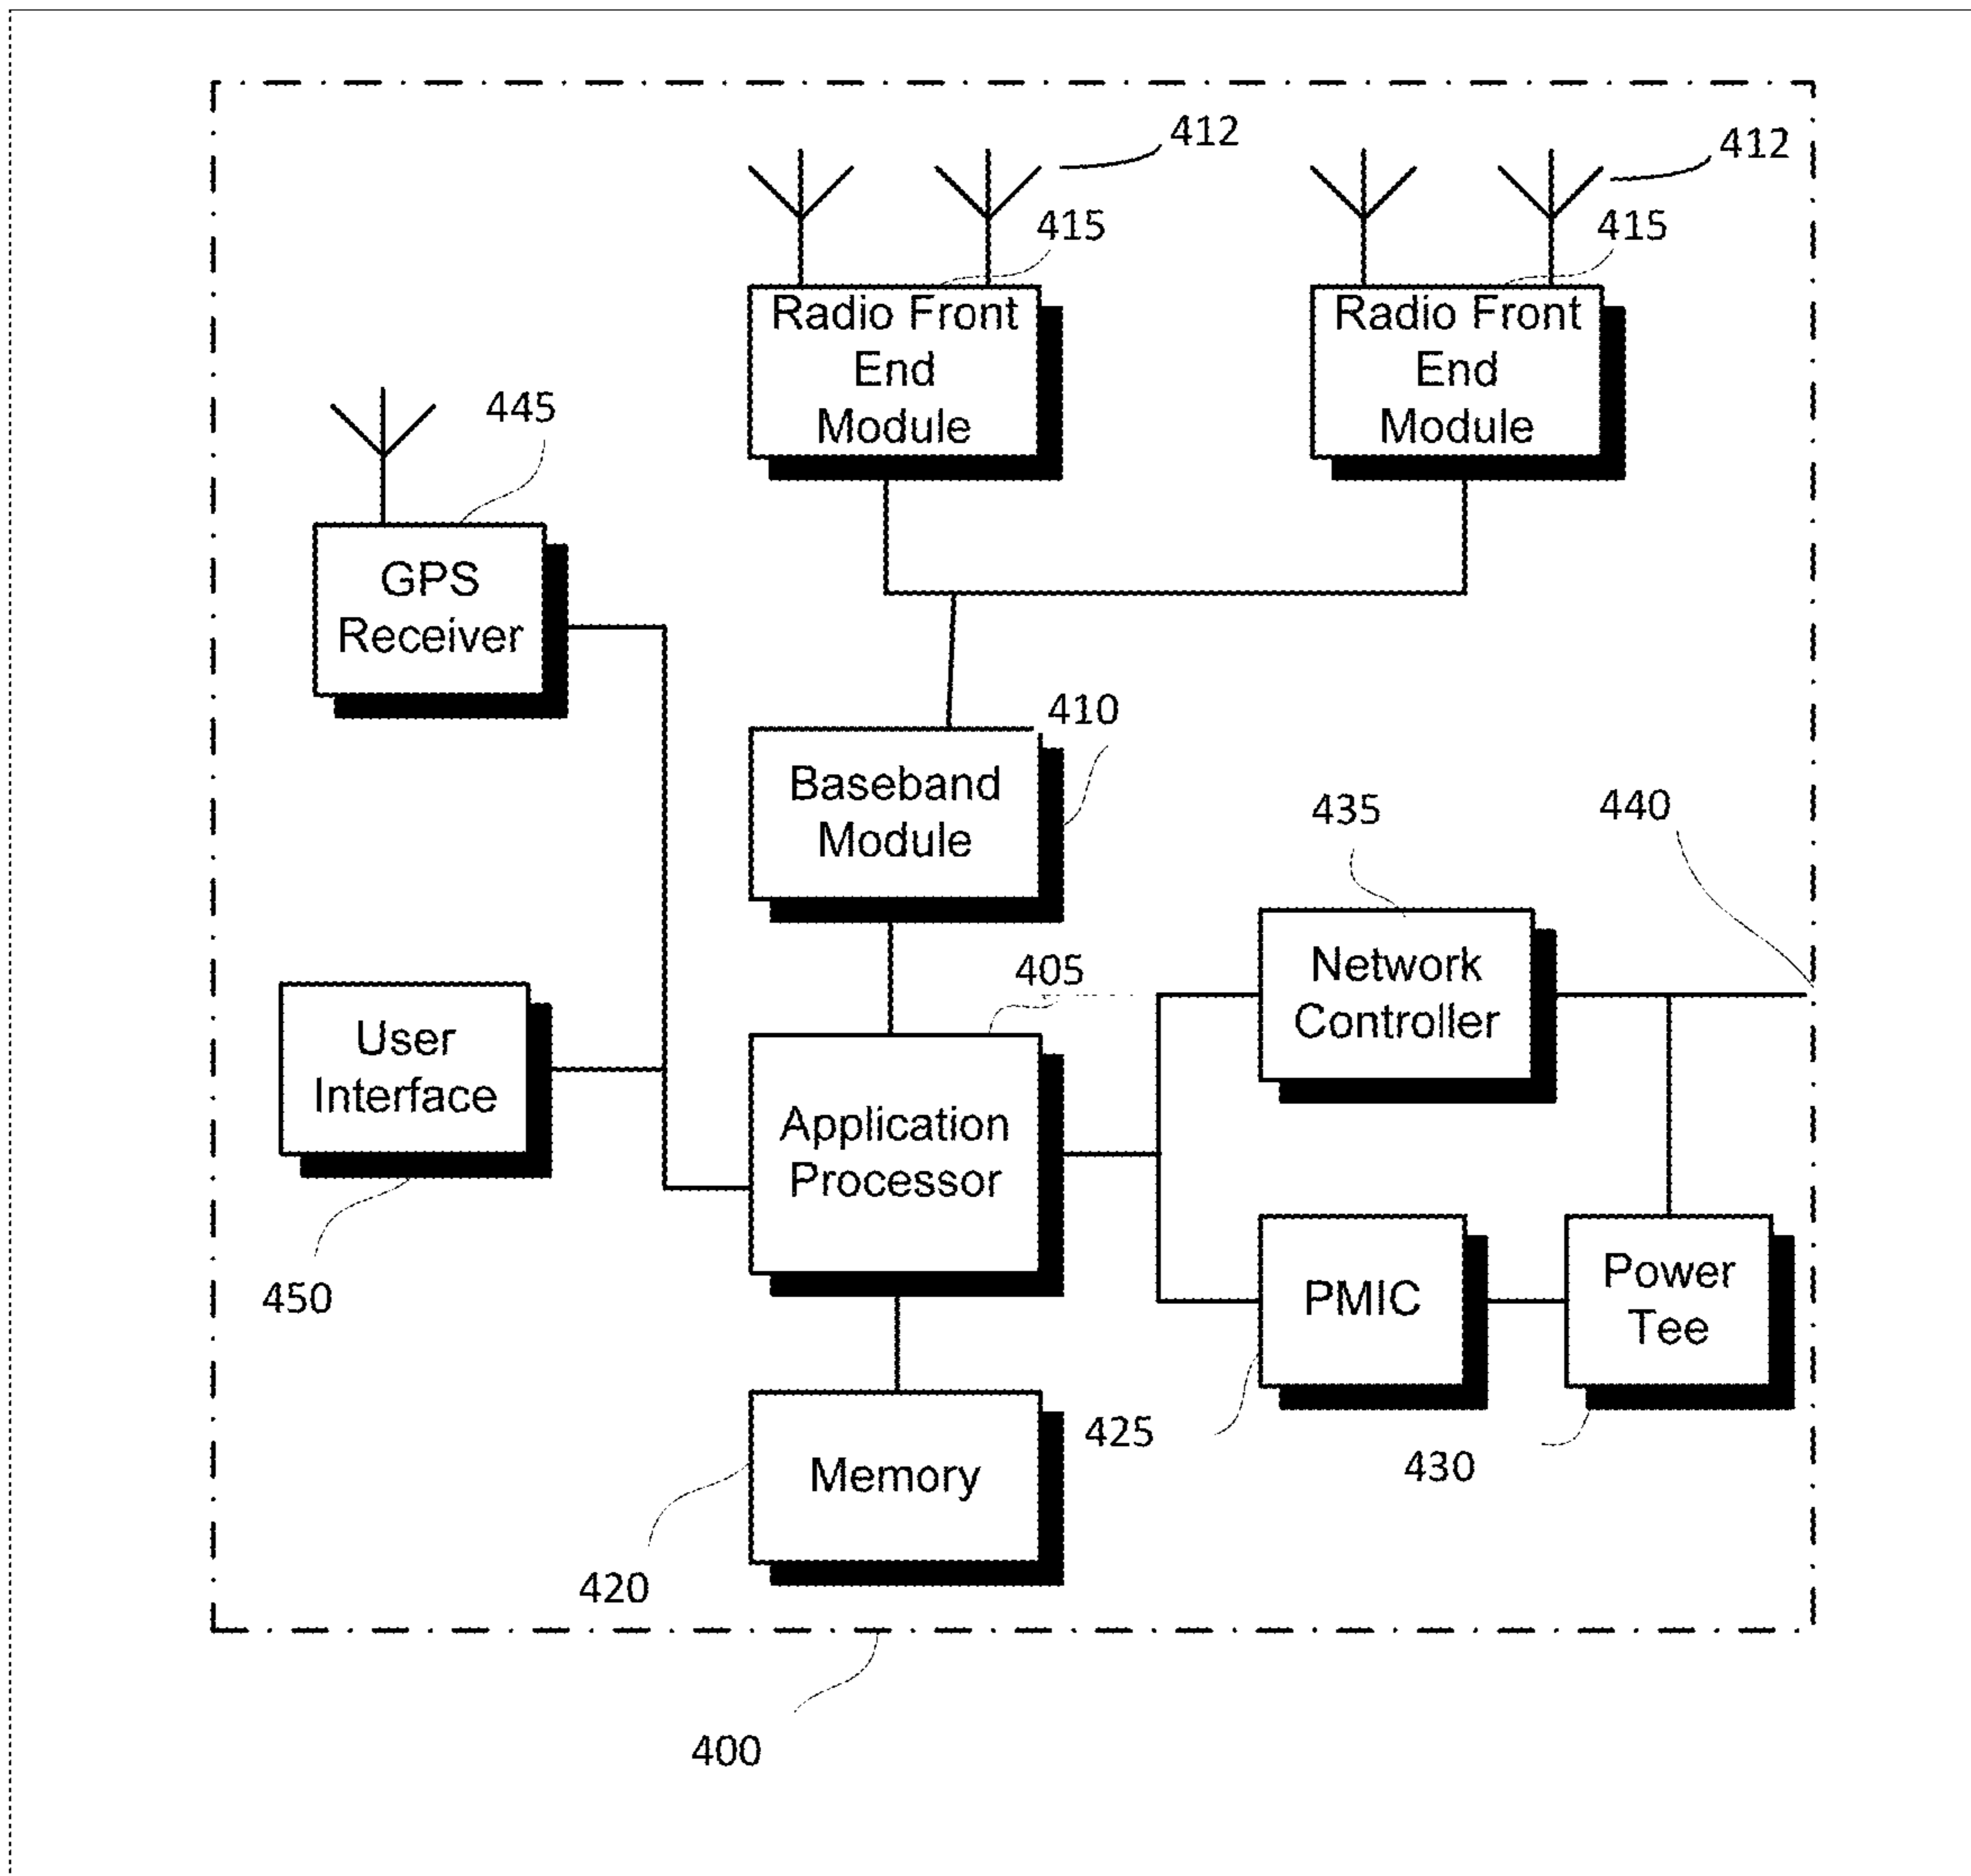 412
412
415
415
Radio Front
End
Module
Radio Front
End
Module
445
GPS
Receiver
410
Baseband
Module
435
440
405
Network
Controller
User
Interface
Application
Processor
450
PMIC
Power
Tee
425
430
Memory
420
400